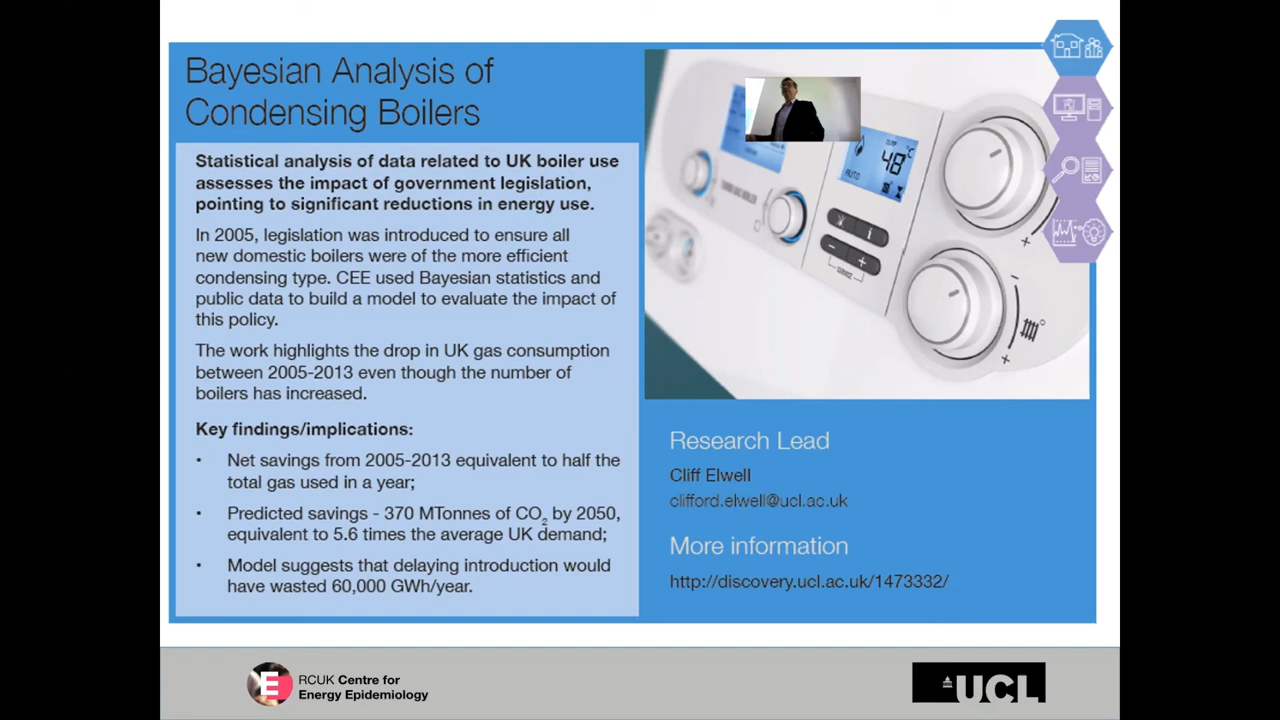 Bayesian Analysis of
Condensing Boilers
Statistical analysis of data related to UK boiler use
assesses the impact of government legislation,
pointing to significant reductions in energy use.
In 2005, legislation was introduced to ensure all
new domestic boilers were of the more efficient
condensing type. CEE used Bayesian statistics and
public data to build a model to evaluate the impact of
this policy.
The work highlights the drop in UK gas consumption
between 2005-2013 even though the number of
boilers has increased.
Key findings/implications:
• Net savings from 2005-2013 equivalent to half the
total gas used in a year;
• Predicted savings - 370 MTonnes of CO2 by 2050,
equivalent to 5.6 times the average UK demand;
• Model suggests that delaying introduction would
have wasted 60,000 GWh/year.
48°C
AUTO
i
- +
SERVICE
+
-
+
Research Lead
Cliff Elwell
clifford.elwell@ucl.ac.uk
More information
http://discovery.ucl.ac.uk/1473332/
E
RCUK Centre for
Energy Epidemiology
UCL